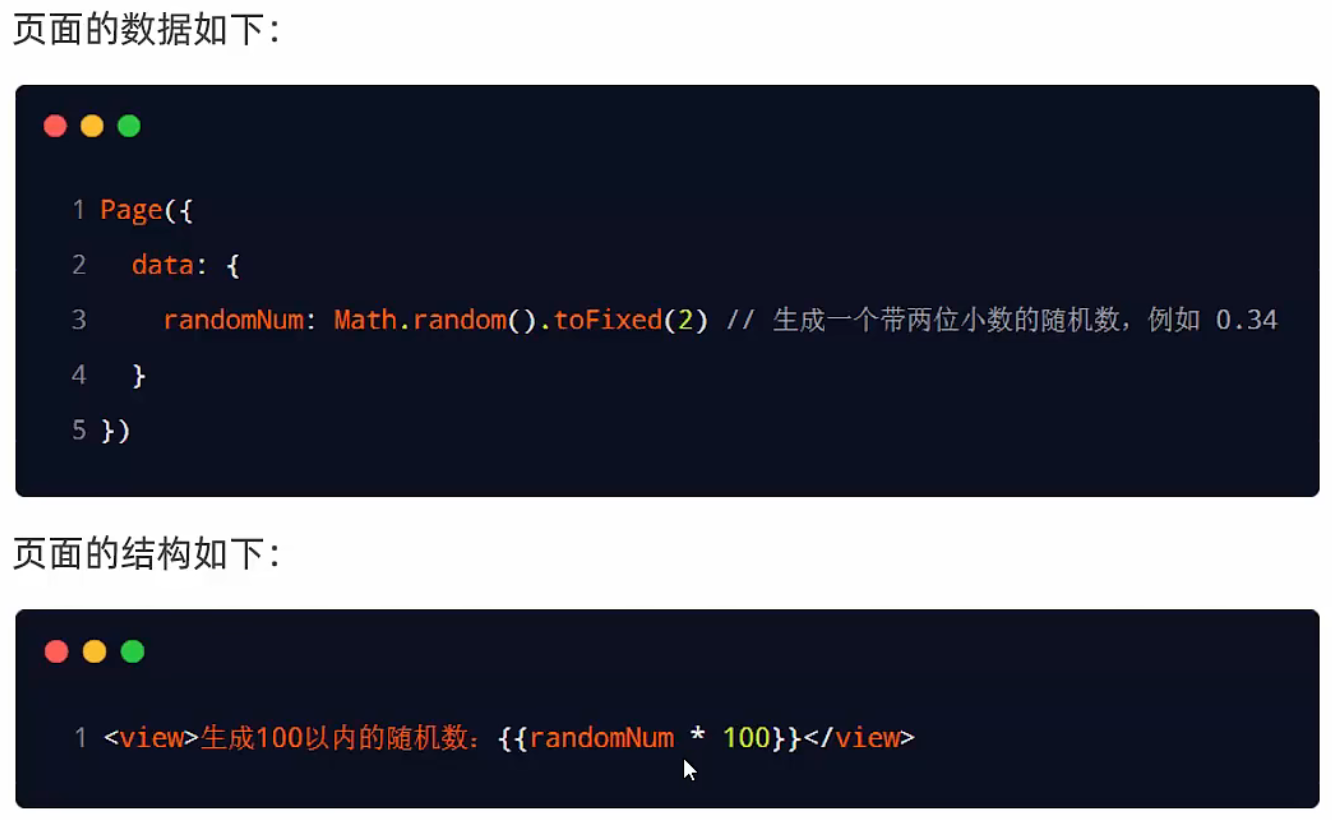 页面的数据如下：
1 Page({
2   data: {
3     randomNum: Math.random().toFixed(2) // 生成一个带两位小数的随机数，例如 0.34
4   }
5 })
页面的结构如下：
1 <view>生成100以内的随机数：{{randomNum * 100}}</view>